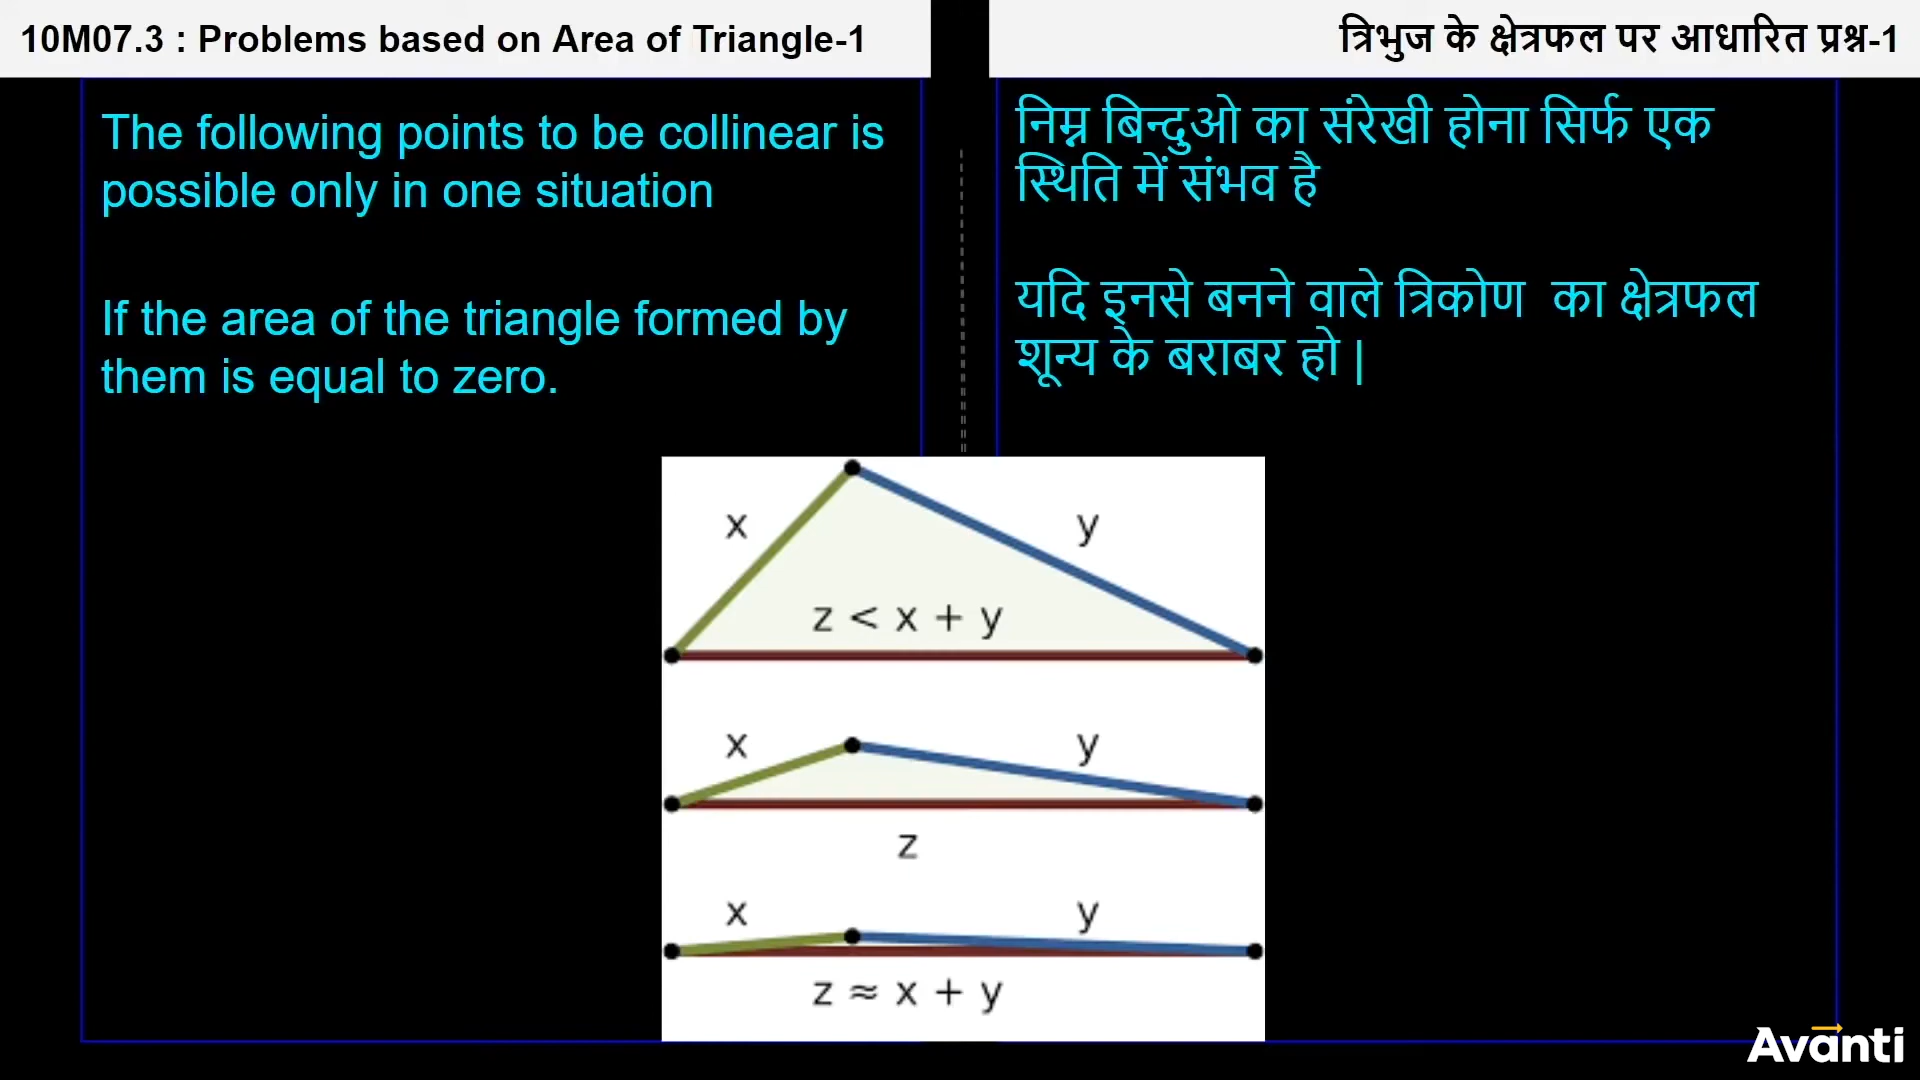 10M07.3 : Problems based on Area of Triangle-1
त्रिभुज के क्षेत्रफल पर आधारित प्रश्न-1
The following points to be collinear is
possible only in one situation
If the area of the triangle formed by
them is equal to zero.
निम्न बिन्दुओ का संरेखी होना सिर्फ एक
स्थिति में संभव है
यदि इनसे बनने वाले त्रिकोण का क्षेत्रफल
शून्य के बराबर हो |
x y
z < x + y
x y
z
x y
z ≈ x + y
Avanti